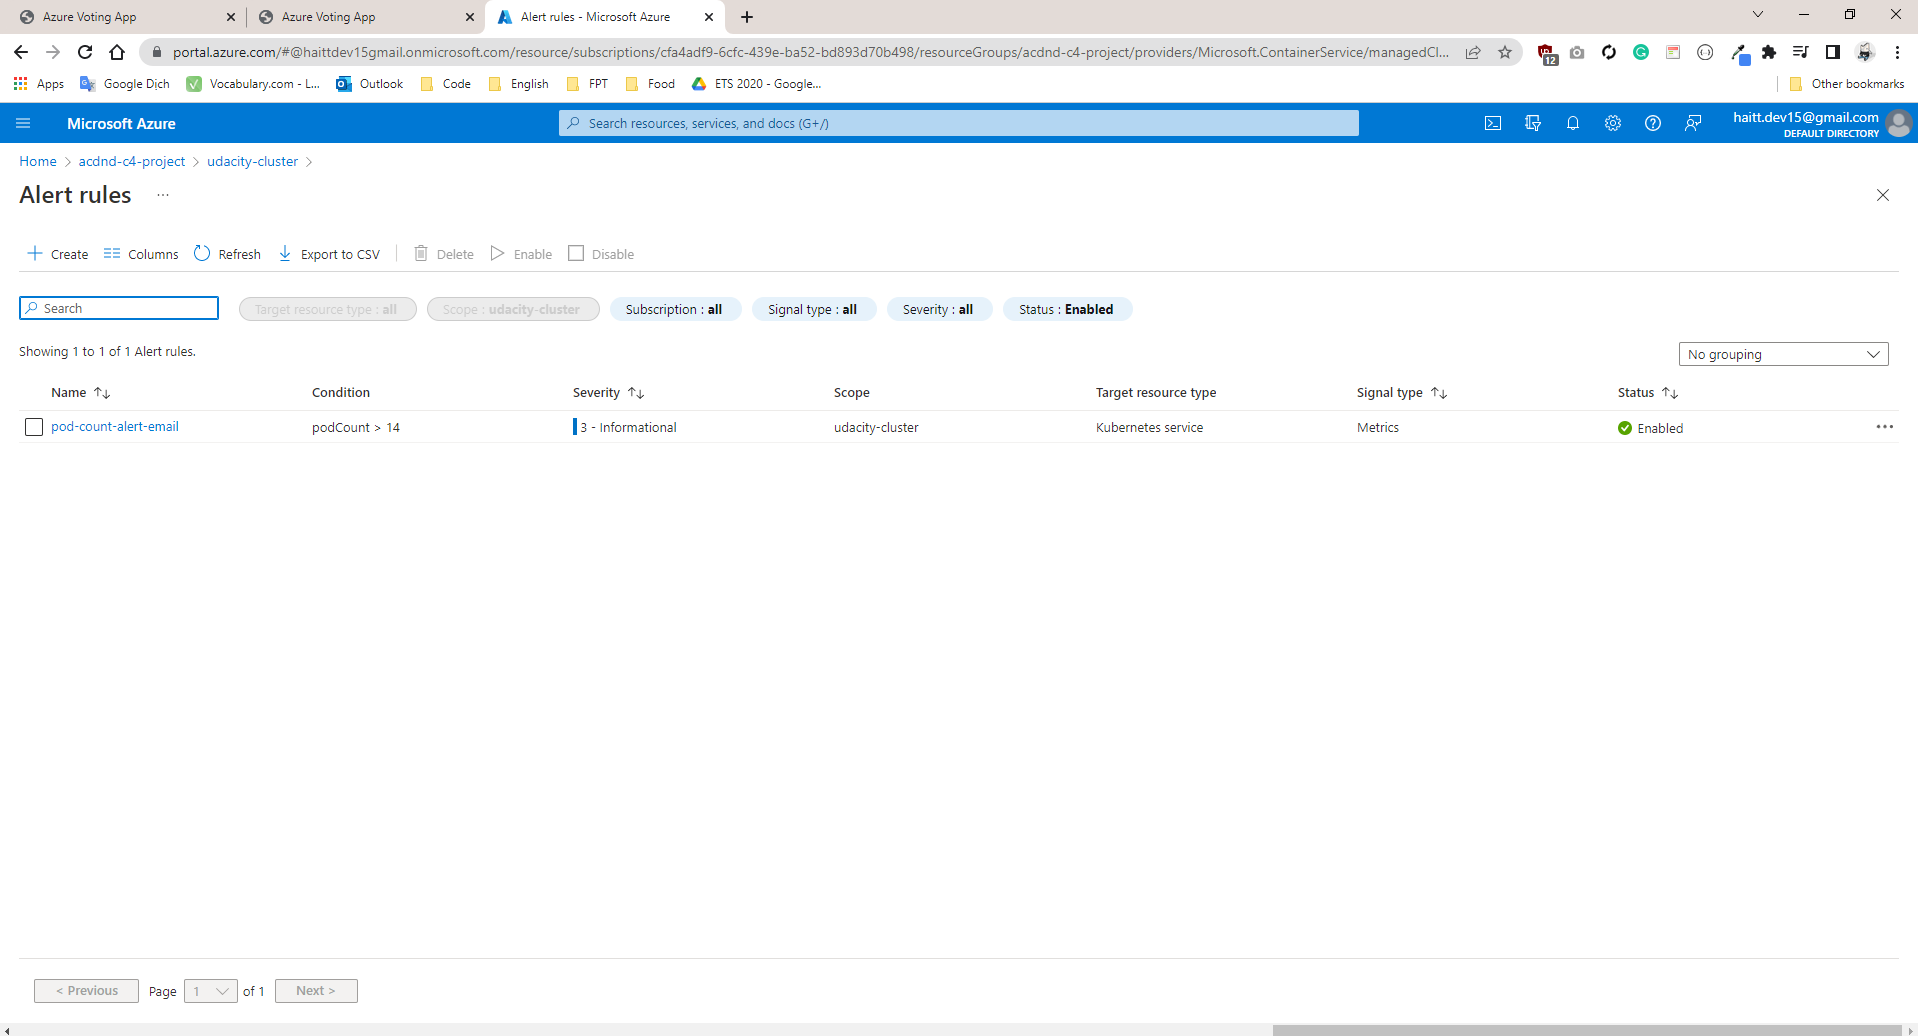 Azure Voting App
Azure Voting App
Alert rules - Microsoft Azure
portal.azure.com/#@haittdev15gmail.onmicrosoft.com/resource/subscriptions/cfa4adf9-6cfc-439e-ba52-bd893d70b498/resourceGroups/acdnd-c4-project/providers/Microsoft.ContainerService/managedCl...
12
Apps
Google Dịch
Vocabulary.com - L...
Outlook
Code
English
FPT
Food
ETS 2020 - Google...
Other bookmarks
Microsoft Azure
Search resources, services, and docs (G+/)
haitt.dev15@gmail.com
DEFAULT DIRECTORY
Home > acdnd-c4-project > udacity-cluster >
Alert rules ...
Create
Columns
Refresh
Export to CSV
Delete
Enable
Disable
Search
Target resource type : all
Scope : udacity-cluster
Subscription : all
Signal type : all
Severity : all
Status : Enabled
Showing 1 to 1 of 1 Alert rules.
No grouping
Name Condition Severity Scope Target resource type Signal type Status
pod-count-alert-email podCount > 14 3 - Informational udacity-cluster Kubernetes service Metrics Enabled
< Previous Page 1 of 1 Next >